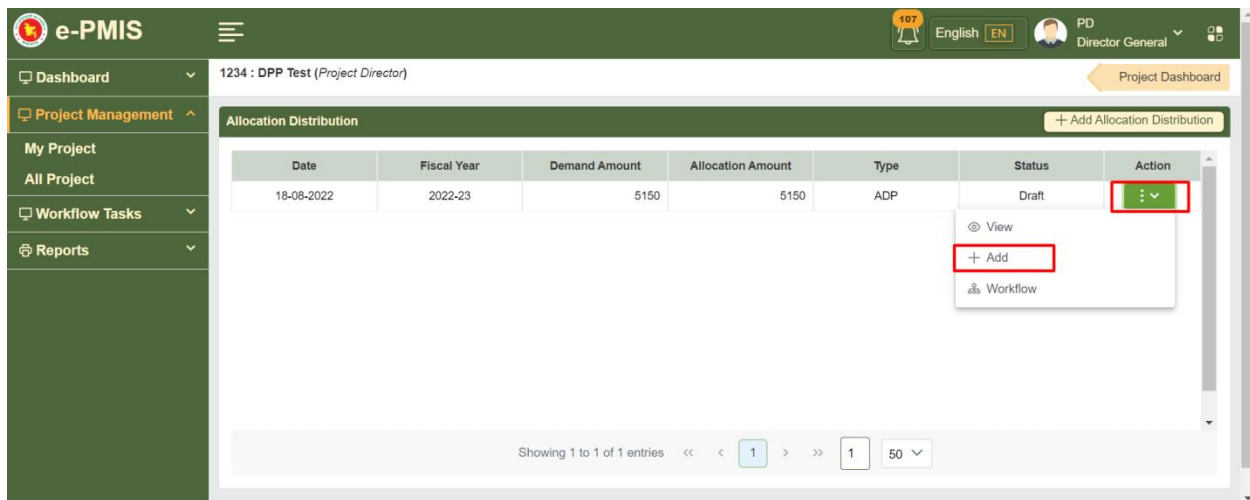 e-PMIS
107
English EN
PD
Director General
Dashboard
Project Management
My Project
All Project
Workflow Tasks
Reports
1234 : DPP Test (Project Director)
Project Dashboard
Allocation Distribution
+ Add Allocation Distribution
Date Fiscal Year Demand Amount Allocation Amount Type Status Action
18-08-2022 2022-23 5150 5150 ADP Draft
View
+ Add
Workflow
Showing 1 to 1 of 1 entries << < 1 > >> 1 50